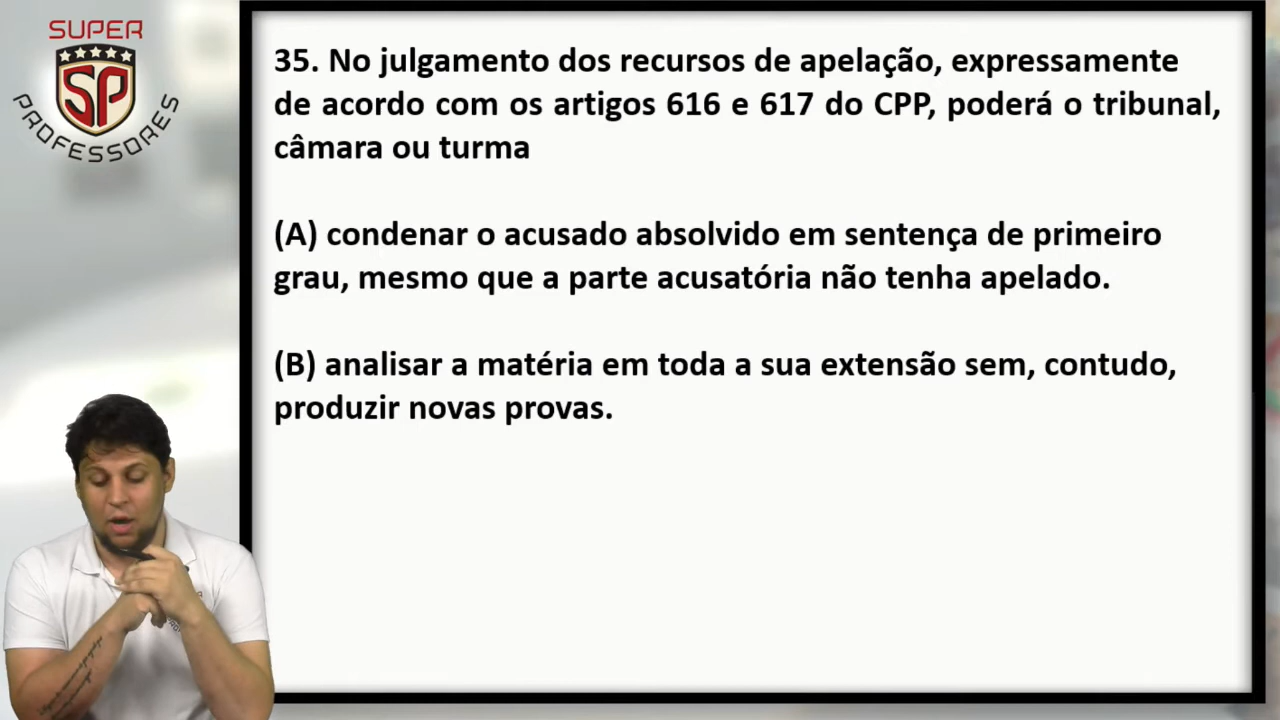 SUPER
SP
PROFESSORES
35. No julgamento dos recursos de apelação, expressamente
de acordo com os artigos 616 e 617 do CPP, poderá o tribunal,
câmara ou turma
(A) condenar o acusado absolvido em sentença de primeiro
grau, mesmo que a parte acusatória não tenha apelado.
(B) analisar a matéria em toda a sua extensão sem, contudo,
produzir novas provas.